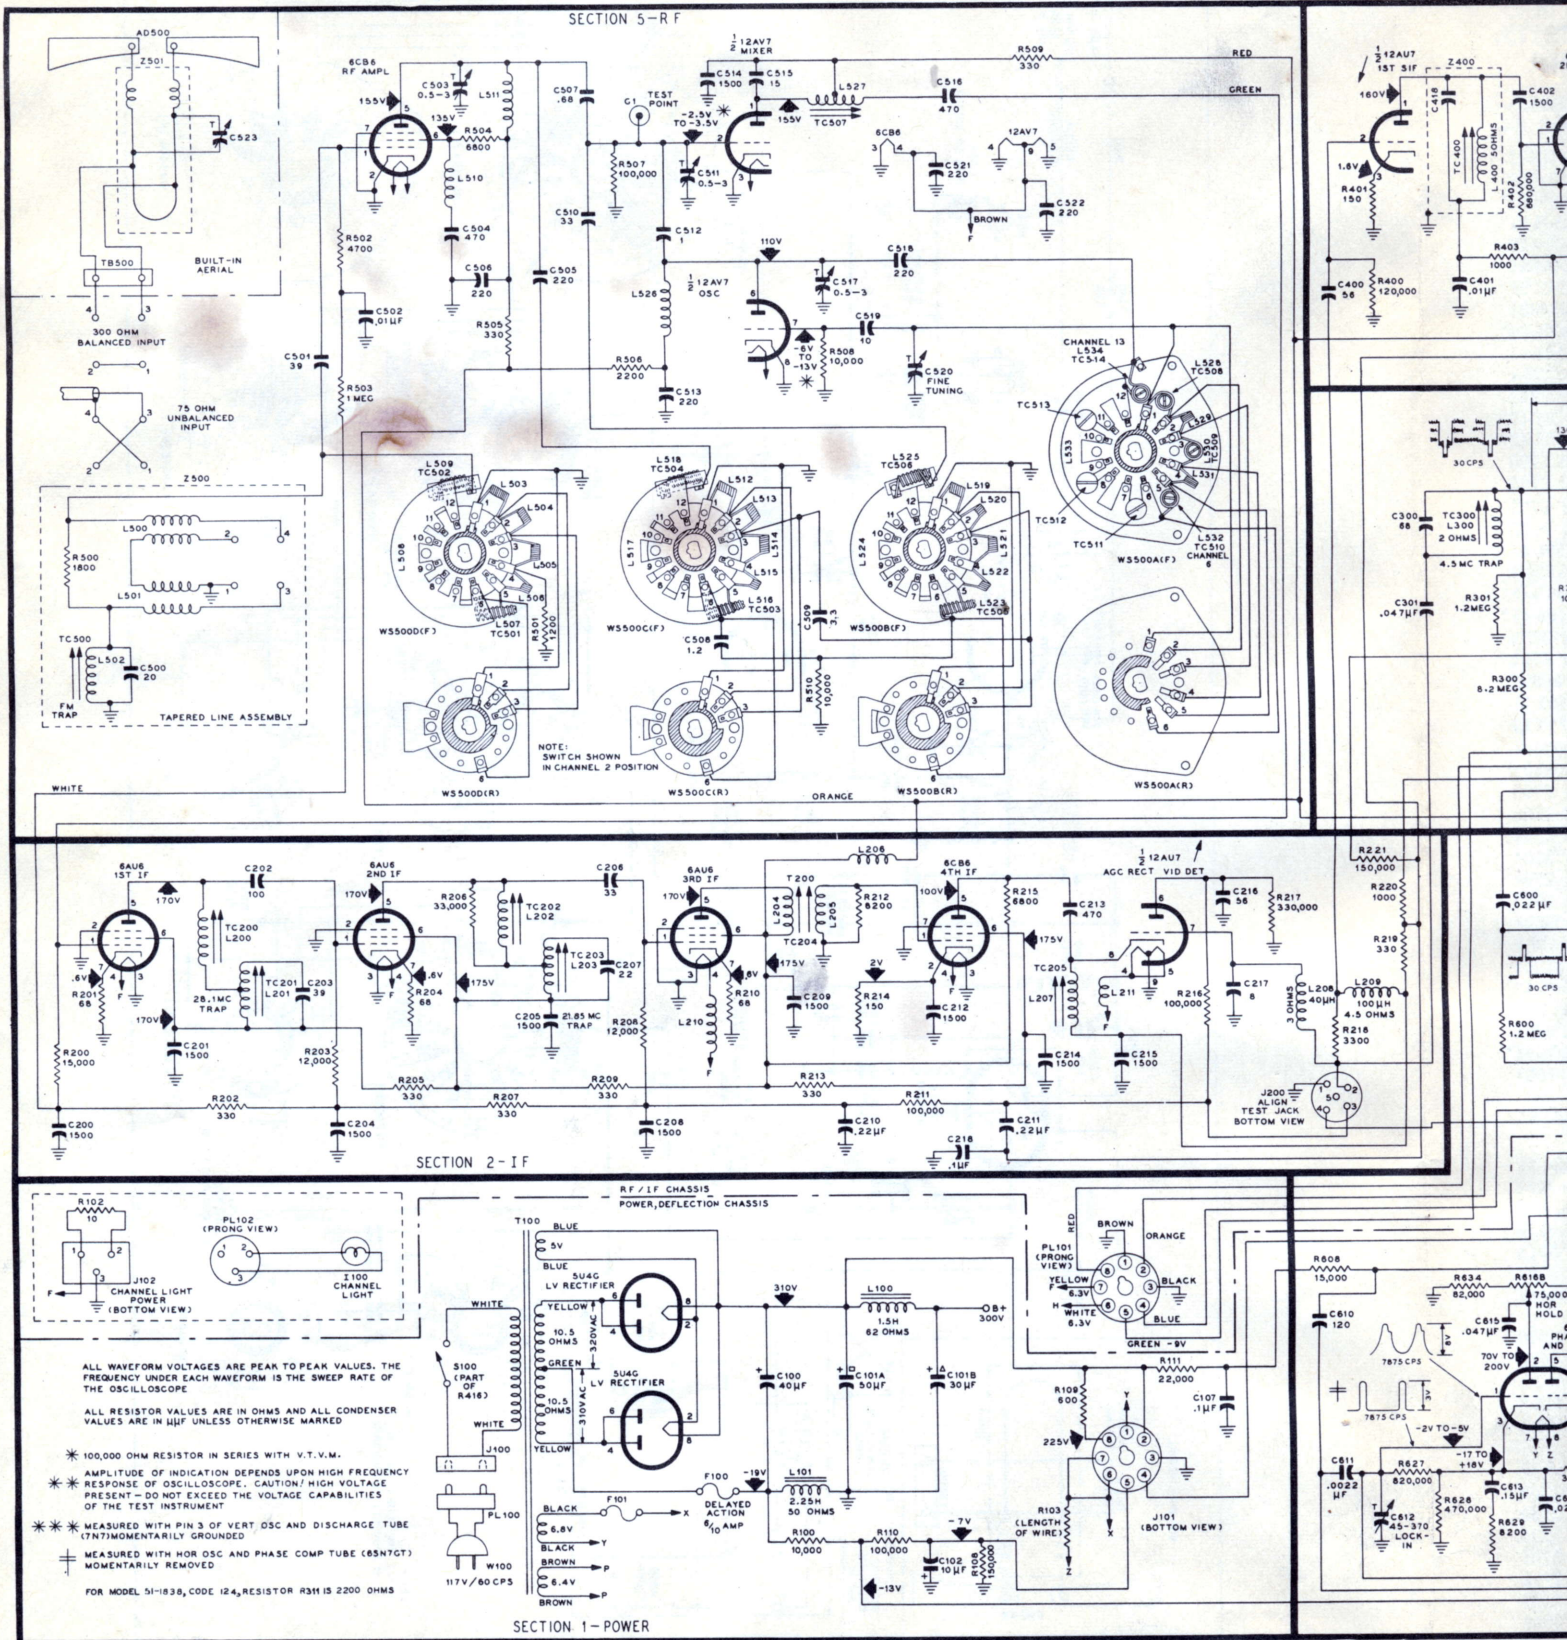 SECTION 5-RF
AD500
Z501
C523
TB500
BUILT-IN
AERIAL
4
3
300 OHM
BALANCED INPUT
2
1
75 OHM
UNBALANCED
INPUT
4
3
2
1
Z500
L500
2
4
R500
1800
L501
1
3
TC500
L502
C500
20
FM
TRAP
TAPERED LINE ASSEMBLY
WHITE
6CB6
RF AMPL
155V
C503
0.5-3
L511
135V
R504
6800
L510
C504
470
C506
220
R505
330
R502
4700
C502
.01µF
C501
39
R503
1 MEG
C507
.68
C510
33
C505
220
G1
TEST
POINT
R507
100,000
C512
1
L526
R506
2200
C513
220
½ 12AV7
MIXER
C514
1500
C515
15
-2.5V
TO -3.5V
C511
0.5-3
155V
L527
TC507
C516
470
R509
330
RED
GREEN
6CB6
12AV7
C521
220
C522
220
BROWN
F
110V
½ 12AV7
OSC
C518
220
C517
0.5-3
C519
10
-6V
TO
-13V
R508
10,000
C520
FINE
TUNING
CHANNEL 13
L534
TC514
L528
TC508
L529
L530
TC509
L531
L532
TC510
CHANNEL
6
TC513
L533
TC512
TC511
WS500A(F)
L509
TC502
L503
L504
L505
L506
L507
TC501
L508
R501
1200
WS500D(F)
L518
TC504
L512
L513
L514
L515
L516
TC503
L517
C508
1.2
C509
3.3
R510
10,000
WS500C(F)
L525
TC506
L519
L520
L521
L522
L523
TC505
L524
WS500B(F)
NOTE:
SWITCH SHOWN
IN CHANNEL 2 POSITION
WS500D(R)
WS500C(R)
WS500B(R)
WS500A(R)
ORANGE
½ 12AU7
1ST SIF
160V
1.8V
R401
150
Z400
C418
TC400
L400 50OHMS
C402
1500
R402
680,000
R403
1000
C400
56
R400
120,000
C401
.01µF
30CPS
C300
68
TC300
L300
2 OHMS
4.5 MC TRAP
C301
.047µF
R301
1.2MEG
R300
8.2 MEG
6AU6
1ST IF
170V
C202
100
TC200
L200
.6V
R201
68
TC201
L201
C203
39
28.1MC
TRAP
170V
C201
1500
R200
15,000
R203
12,000
R202
330
C200
1500
C204
1500
6AU6
2ND IF
170V
R206
33,000
TC202
L202
C206
33
TC203
L203
C207
22
.6V
R204
68
175V
C205
1500
21.85 MC
TRAP
R208
12,000
R205
330
R207
330
R209
330
C208
1500
6AU6
3RD IF
170V
L206
T200
L204
L205
TC204
R212
8200
.6V
175V
R210
68
L210
F
C209
1500
2V
R214
150
R213
330
C210
.22µF
R211
100,000
6CB6
4TH IF
100V
R215
6800
175V
C212
1500
C213
470
TC205
L207
C214
1500
C215
1500
C211
.22µF
C218
.1µF
½ 12AU7
AGC RECT VID DET
C216
56
R217
330,000
L211
F
R216
100,000
C217
8
3 OHMS
L208
40µH
L209
100µH
4.5 OHMS
R218
3300
J200
ALIGN
TEST JACK
BOTTOM VIEW
R221
150,000
R220
1000
R219
330
SECTION 2-IF
C600
.022µF
30 CPS
R600
1.2 MEG
R102
10
J102
CHANNEL LIGHT
POWER
(BOTTOM VIEW)
PL102
(PRONG VIEW)
I100
CHANNEL
LIGHT
RF/IF CHASSIS
POWER, DEFLECTION CHASSIS
T100
BLUE
5V
BLUE
5U4G
LV RECTIFIER
YELLOW
10.5
OHMS
320VAC
GREEN
310VAC
10.5
OHMS
YELLOW
5U4G
LV RECTIFIER
WHITE
S100
(PART
OF
R416)
WHITE
J100
PL100
W100
117V/60 CPS
BLACK
F101
X
6.8V
BLACK
Y
BROWN
P
6.4V
BROWN
P
310V
L100
1.5H
62 OHMS
B+
300V
C100
40µF
C101A
50µF
C101B
30µF
F100
DELAYED
ACTION
6/10 AMP
-19V
L101
2.25H
50 OHMS
R100
10,000
R110
100,000
-7V
C102
10µF
R108
150,000
-13V
RED
BROWN
ORANGE
PL101
(PRONG
VIEW)
YELLOW
6.3V
WHITE
6.3V
BLACK
BLUE
GREEN -9V
R111
22,000
R109
600
C107
.1µF
225V
R103
(LENGTH
OF WIRE)
J101
(BOTTOM VIEW)
R608
15,000
R634
82,000
R616B
75,000
HOR
HOLD
C610
120
C615
.047µF
8V
7875 CPS
70V TO
200V
3V
7875 CPS
-2V TO -5V
-17 TO
+18V
C611
.0022
µF
R627
820,000
C612
45-370
LOCK-
IN
R628
470,000
C613
.15µF
R629
8200
ALL WAVEFORM VOLTAGES ARE PEAK TO PEAK VALUES. THE
FREQUENCY UNDER EACH WAVEFORM IS THE SWEEP RATE OF
THE OSCILLOSCOPE
ALL RESISTOR VALUES ARE IN OHMS AND ALL CONDENSER
VALUES ARE IN µµF UNLESS OTHERWISE MARKED
* 100,000 OHM RESISTOR IN SERIES WITH V.T.V.M.
** AMPLITUDE OF INDICATION DEPENDS UPON HIGH FREQUENCY
RESPONSE OF OSCILLOSCOPE. CAUTION! HIGH VOLTAGE
PRESENT - DO NOT EXCEED THE VOLTAGE CAPABILITIES
OF THE TEST INSTRUMENT
*** MEASURED WITH PIN 3 OF VERT OSC AND DISCHARGE TUBE
(7N7) MOMENTARILY GROUNDED
‡ MEASURED WITH HOR OSC AND PHASE COMP TUBE (6SN7GT)
MOMENTARILY REMOVED
FOR MODEL 51-1838, CODE 124, RESISTOR R311 IS 2200 OHMS
SECTION 1-POWER